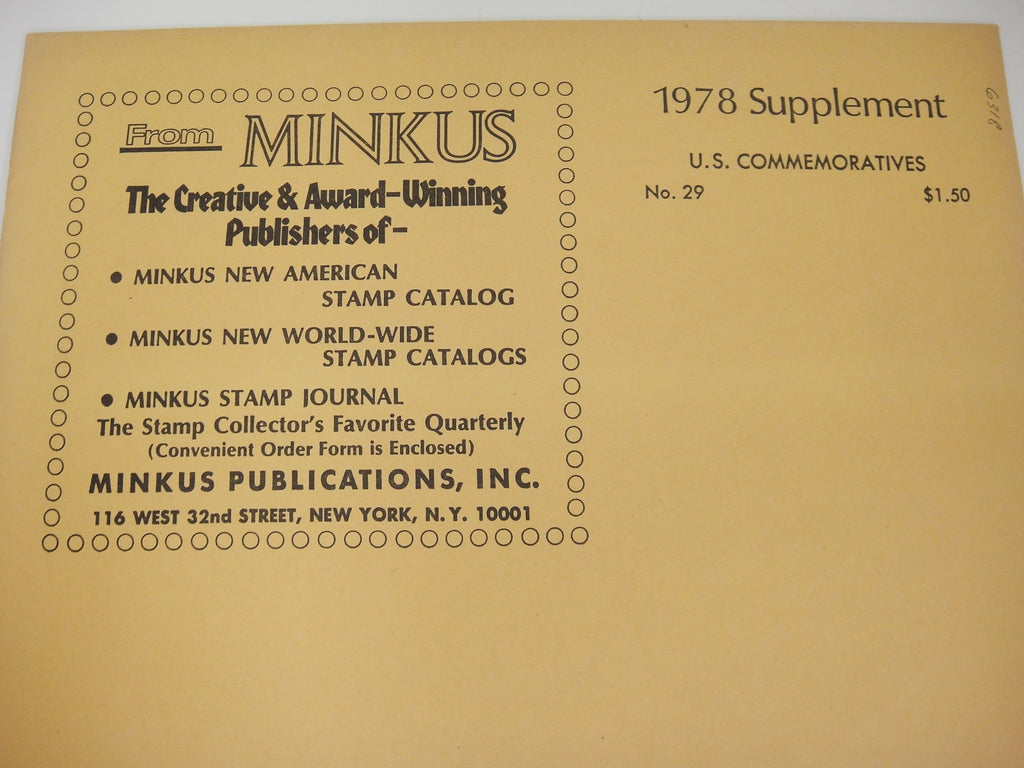 From MINKUS
The Creative & Award-Winning
Publishers of-
• MINKUS NEW AMERICAN
STAMP CATALOG
• MINKUS NEW WORLD-WIDE
STAMP CATALOGS
• MINKUS STAMP JOURNAL
The Stamp Collector's Favorite Quarterly
(Convenient Order Form is Enclosed)
MINKUS PUBLICATIONS, INC.
116 WEST 32nd STREET, NEW YORK, N.Y. 10001
1978 Supplement
U.S. COMMEMORATIVES
No. 29 $1.50
6318